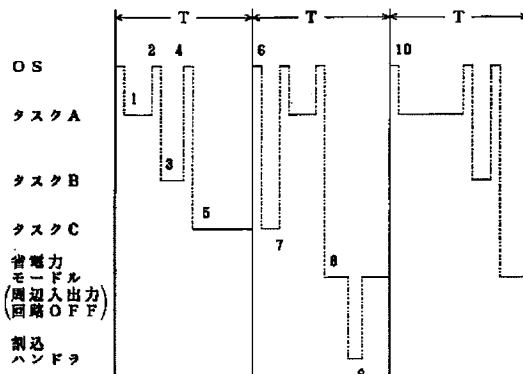 T T T
2 4 6 10
OS
1
タスクA
3
タスクB
5
タスクC
7
省電力
8
モードル
(周辺入出力
回路OFF)
割込
ハンドラ
9